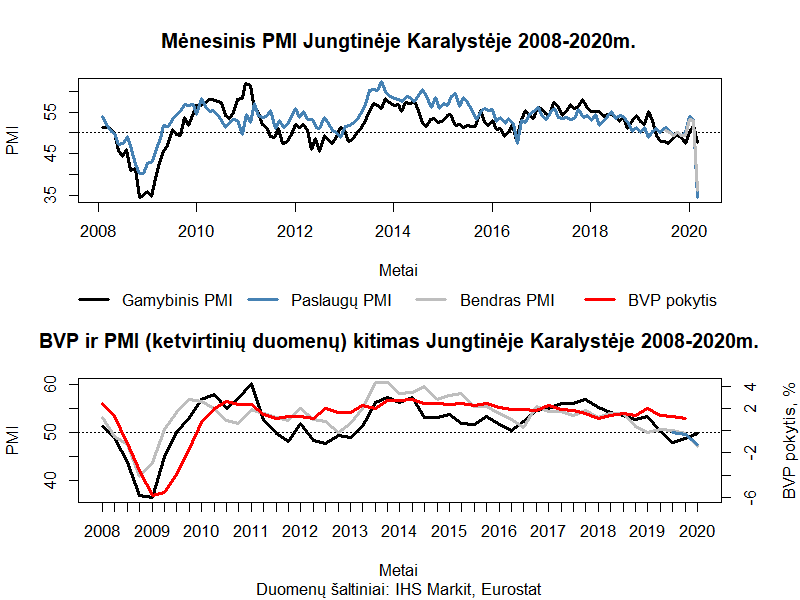 Mėnesinis PMI Jungtinėje Karalystėje 2008-2020m.
PMI
55
45
35
2008 2010 2012 2014 2016 2018 2020
Metai
Gamybinis PMI Paslaugų PMI Bendras PMI BVP pokytis
BVP ir PMI (ketvirtinių duomenų) kitimas Jungtinėje Karalystėje 2008-2020m.
PMI
60
50
40
4
2
-2
-6
BVP pokytis, %
2008 2009 2010 2011 2012 2013 2014 2015 2016 2017 2018 2019 2020
Metai
Duomenų šaltiniai: IHS Markit, Eurostat